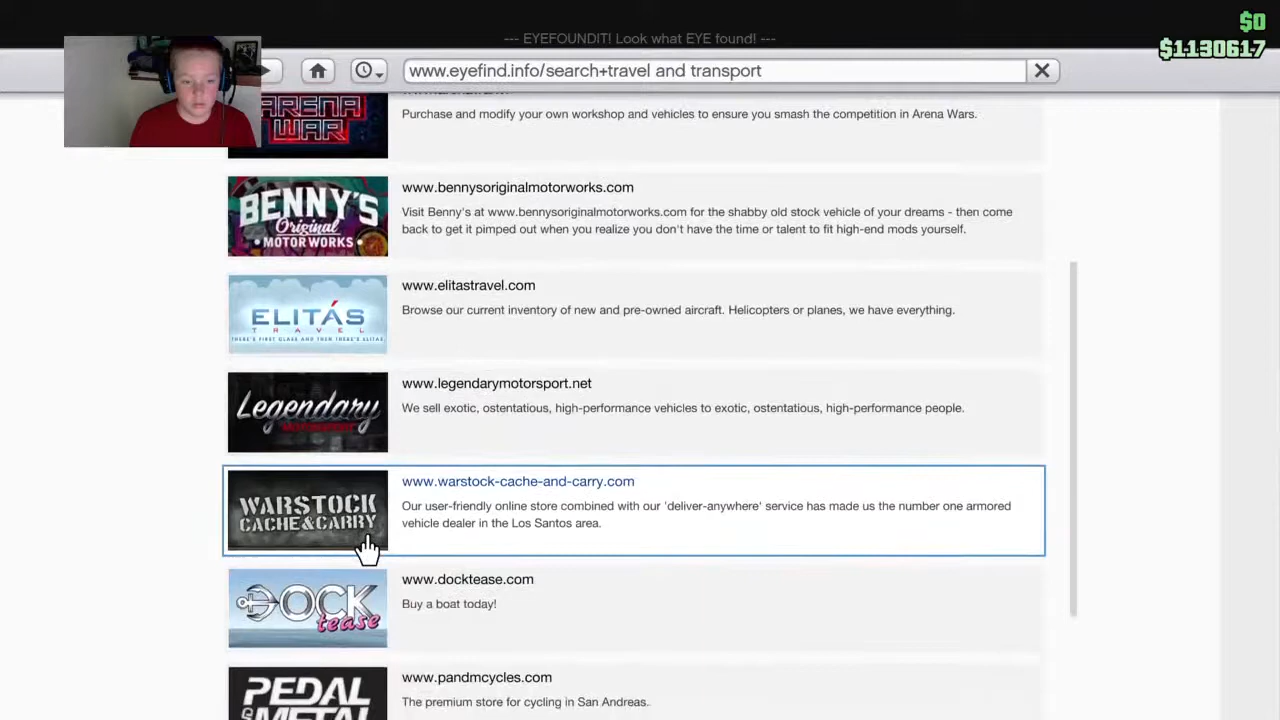 --- EYEFOUNDIT! Look what EYE found! ---
$0
$1130617
www.eyefind.info/search+travel and transport
ARENA
WAR
Purchase and modify your own workshop and vehicles to ensure you smash the competition in Arena Wars.
BENNY'S
Original
MOTOR WORKS
www.bennysoriginalmotorworks.com
Visit Benny's at www.bennysoriginalmotorworks.com for the shabby old stock vehicle of your dreams - then come
back to get it pimped out when you realize you don't have the time or talent to fit high-end mods yourself.
ELITÁS
TRAVEL
THERE'S FIRST CLASS AND THEN THERE'S ELITAS
www.elitastravel.com
Browse our current inventory of new and pre-owned aircraft. Helicopters or planes, we have everything.
Legendary
MOTORSPORT
www.legendarymotorsport.net
We sell exotic, ostentatious, high-performance vehicles to exotic, ostentatious, high-performance people.
WARSTOCK
CACHE&CARRY
www.warstock-cache-and-carry.com
Our user-friendly online store combined with our 'deliver-anywhere' service has made us the number one armored
vehicle dealer in the Los Santos area.
DOCK
tease
www.docktease.com
Buy a boat today!
PEDAL
METAL
www.pandmcycles.com
The premium store for cycling in San Andreas.